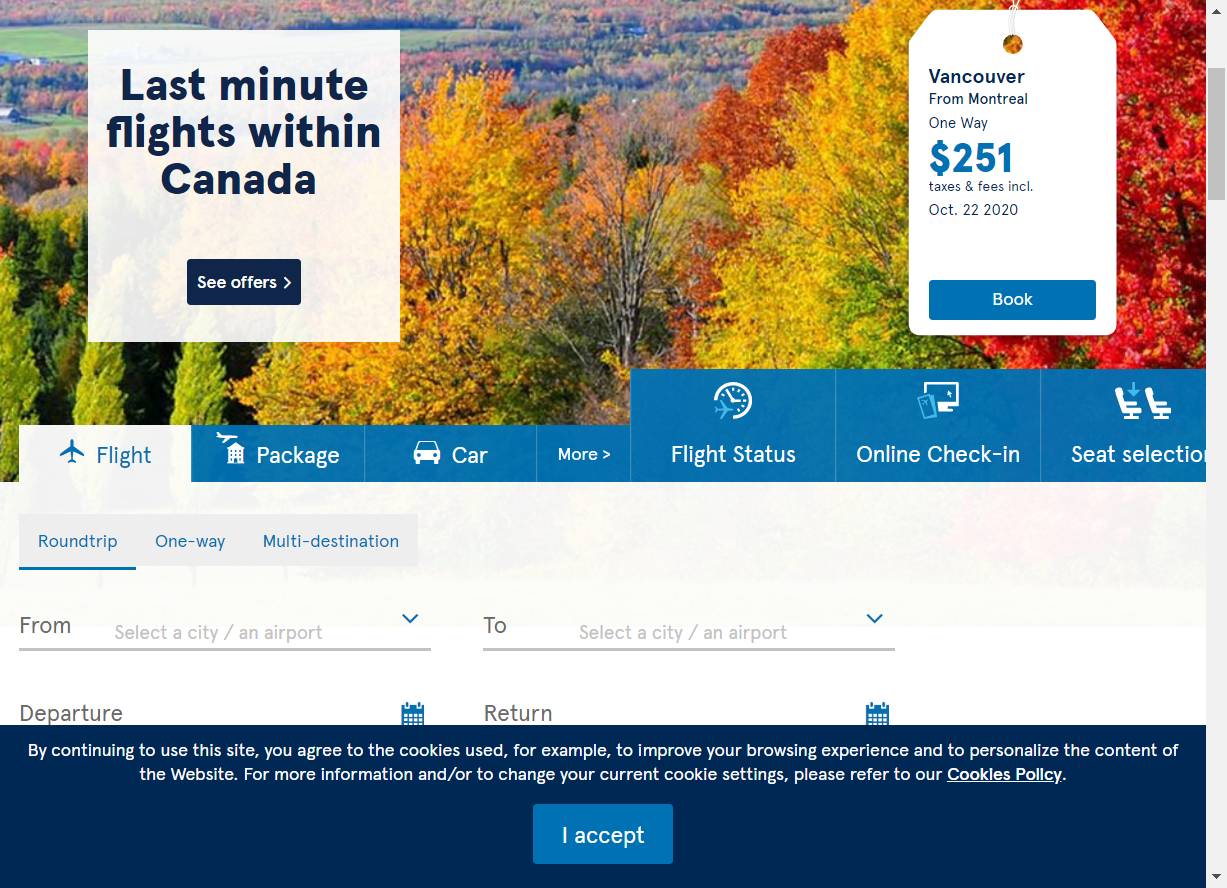 Last minute
flights within
Canada
See offers >
Vancouver
From Montreal
One Way
$251
taxes & fees incl.
Oct. 22 2020
Book
Flight
Package
Car
More >
Flight Status
Online Check-in
Seat selectio
Roundtrip
One-way
Multi-destination
From
Select a city / an airport
To
Select a city / an airport
Departure
Return
By continuing to use this site, you agree to the cookies used, for example, to improve your browsing experience and to personalize the content of
the Website. For more information and/or to change your current cookie settings, please refer to our Cookies Policy.
I accept